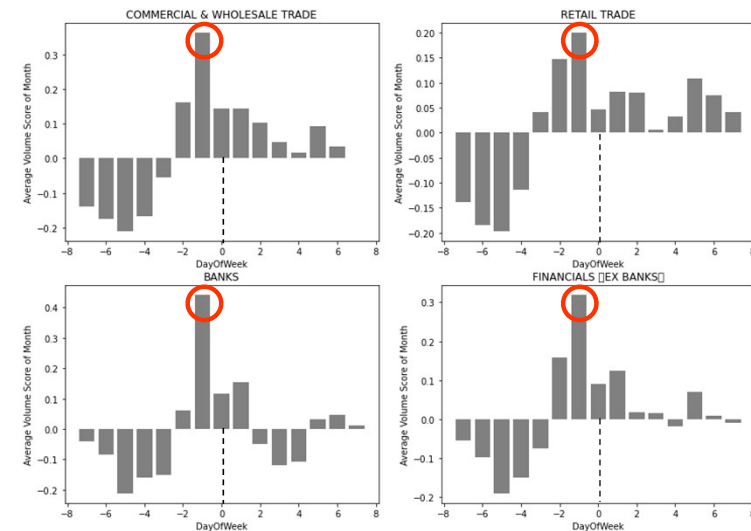 COMMERCIAL & WHOLESALE TRADE
Average Volume Score of Month
0.3
0.2
0.1
0.0
−0.1
−0.2
−8 −6 −4 −2 0 2 4 6 8
DayOfWeek
RETAIL TRADE
Average Volume Score of Month
0.20
0.15
0.10
0.05
0.00
−0.05
−0.10
−0.15
−0.20
−8 −6 −4 −2 0 2 4 6 8
DayOfWeek
BANKS
Average Volume Score of Month
0.4
0.3
0.2
0.1
0.0
−0.1
−0.2
−8 −6 −4 −2 0 2 4 6 8
DayOfWeek
FINANCIALS □EX BANKS□
Average Volume Score of Month
0.3
0.2
0.1
0.0
−0.1
−0.2
−8 −6 −4 −2 0 2 4 6 8
DayOfWeek